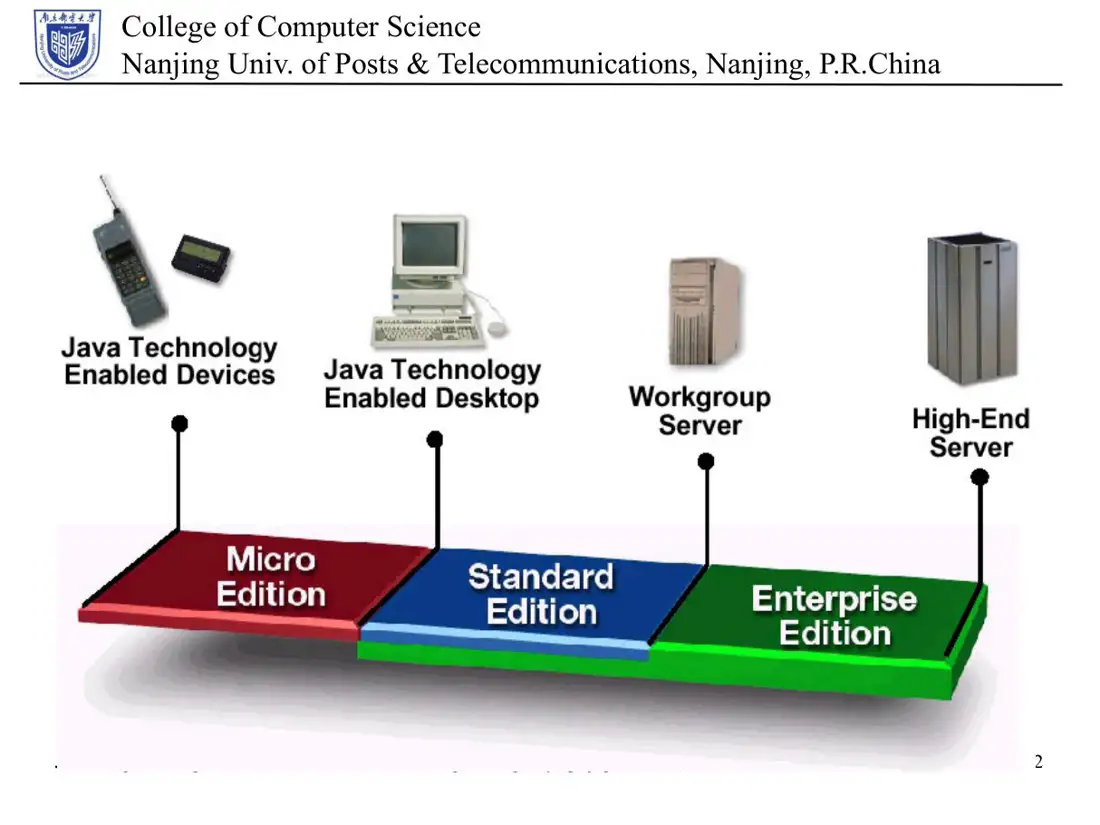 College of Computer Science
Nanjing Univ. of Posts & Telecommunications, Nanjing, P.R.China
Java Technology
Enabled Devices
Java Technology
Enabled Desktop
Workgroup
Server
High-End
Server
Micro
Edition
Standard
Edition
Enterprise
Edition
2